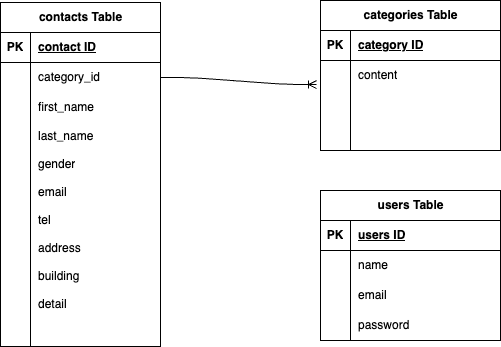 contacts Table
PK contact ID
category_id
first_name
last_name
gender
email
tel
address
building
detail
categories Table
PK category ID
content
users Table
PK users ID
name
email
password